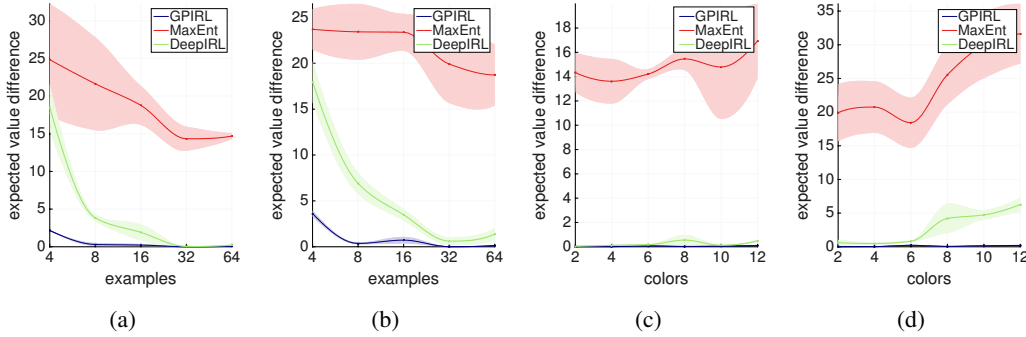 GPIRL
MaxEnt
DeepIRL
expected value difference
30
25
20
15
10
5
0
4 8 16 32 64
examples
(a)
GPIRL
MaxEnt
DeepIRL
expected value difference
25
20
15
10
5
0
4 8 16 32 64
examples
(b)
GPIRL
MaxEnt
DeepIRL
expected value difference
20
18
16
14
12
10
8
6
4
2
0
2 4 6 8 10 12
colors
(c)
GPIRL
MaxEnt
DeepIRL
expected value difference
35
30
25
20
15
10
5
0
2 4 6 8 10 12
colors
(d)